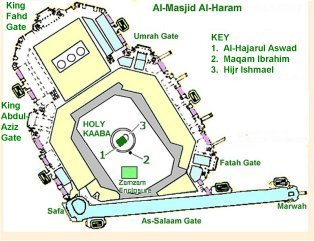 King
Fahd
Gate
Al-Masjid Al-Haram
Umrah Gate
KEY
1. Al-Hajarul Aswad
2. Maqam Ibrahim
3. Hijr Ishmael
King
Abdul-
Aziz
Gate
HOLY
KAABA
3
1
2
Zamzam
Enclosure
Fatah Gate
Safa
As-Salaam Gate
Marwah